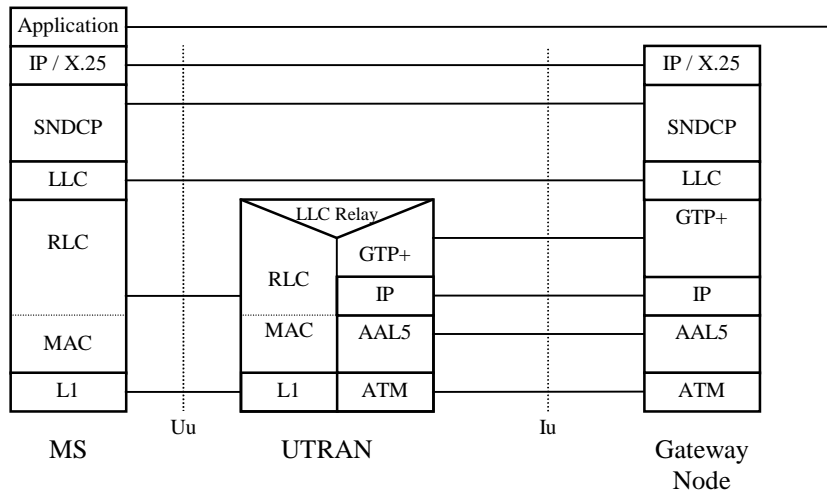 Application
IP / X.25
IP / X.25
SNDCP
SNDCP
LLC
LLC
LLC Relay
GTP+
RLC
GTP+
RLC
IP
IP
MAC
MAC
AAL5
AAL5
L1
L1
ATM
ATM
Uu
Iu
MS
UTRAN
Gateway
Node